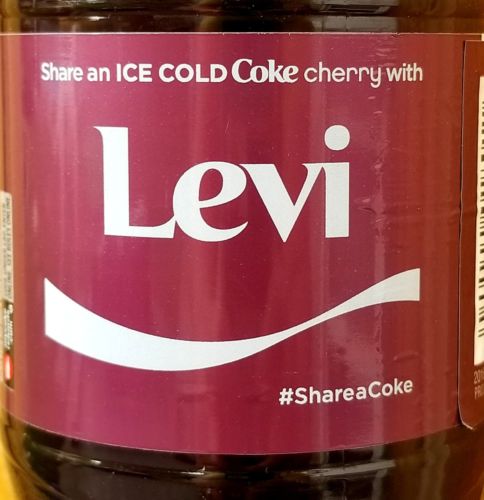 Share an ICE COLD Coke cherry with
Levi
#ShareaCoke